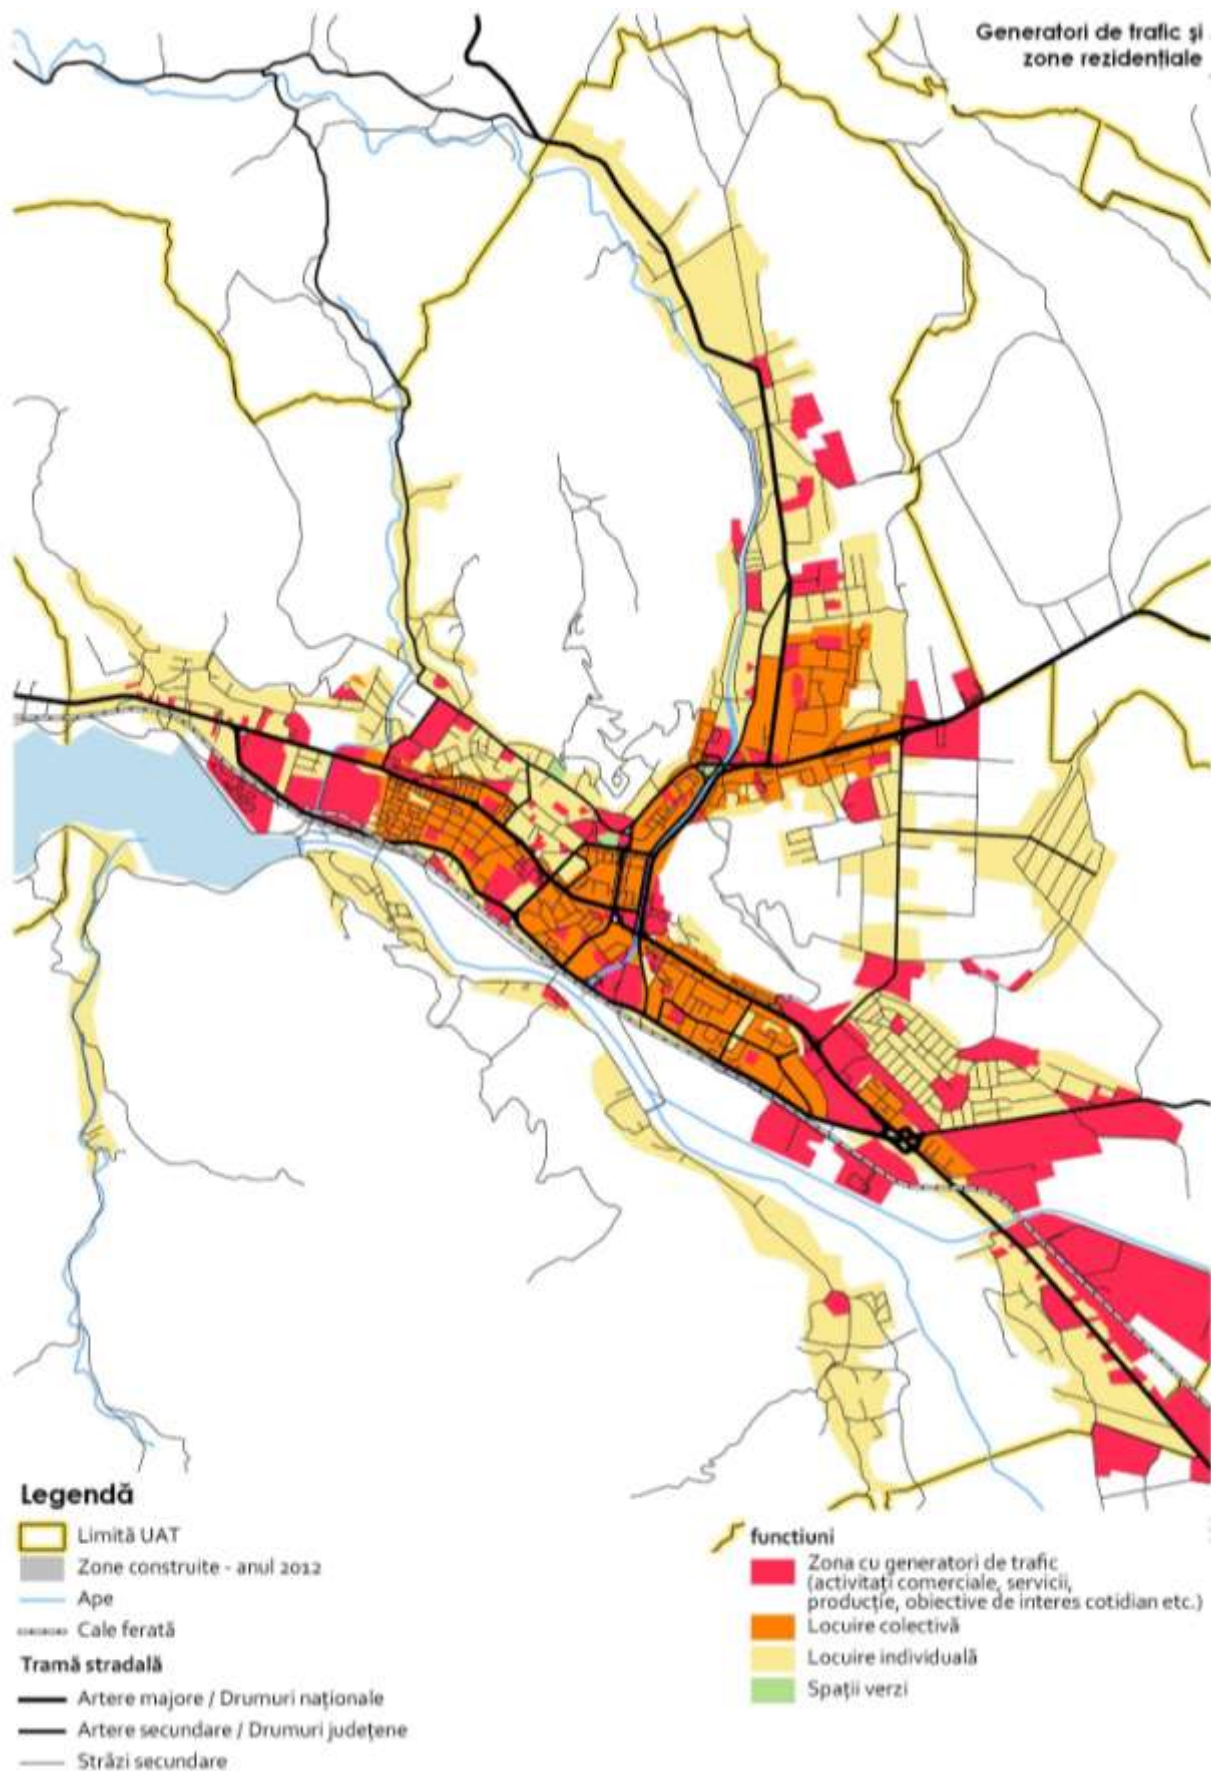 Generatori de trafic și
zone rezidențiale
Legendă
Limită UAT
Zone construite - anul 2012
Ape
Cale ferată
Tramă stradală
Artere majore / Drumuri naționale
Artere secundare / Drumuri județene
Străzi secundare
functiuni
Zona cu generatori de trafic
(activitați comerciale, servicii,
producție, obiective de interes cotidian etc.)
Locuire colectivă
Locuire individuală
Spații verzi